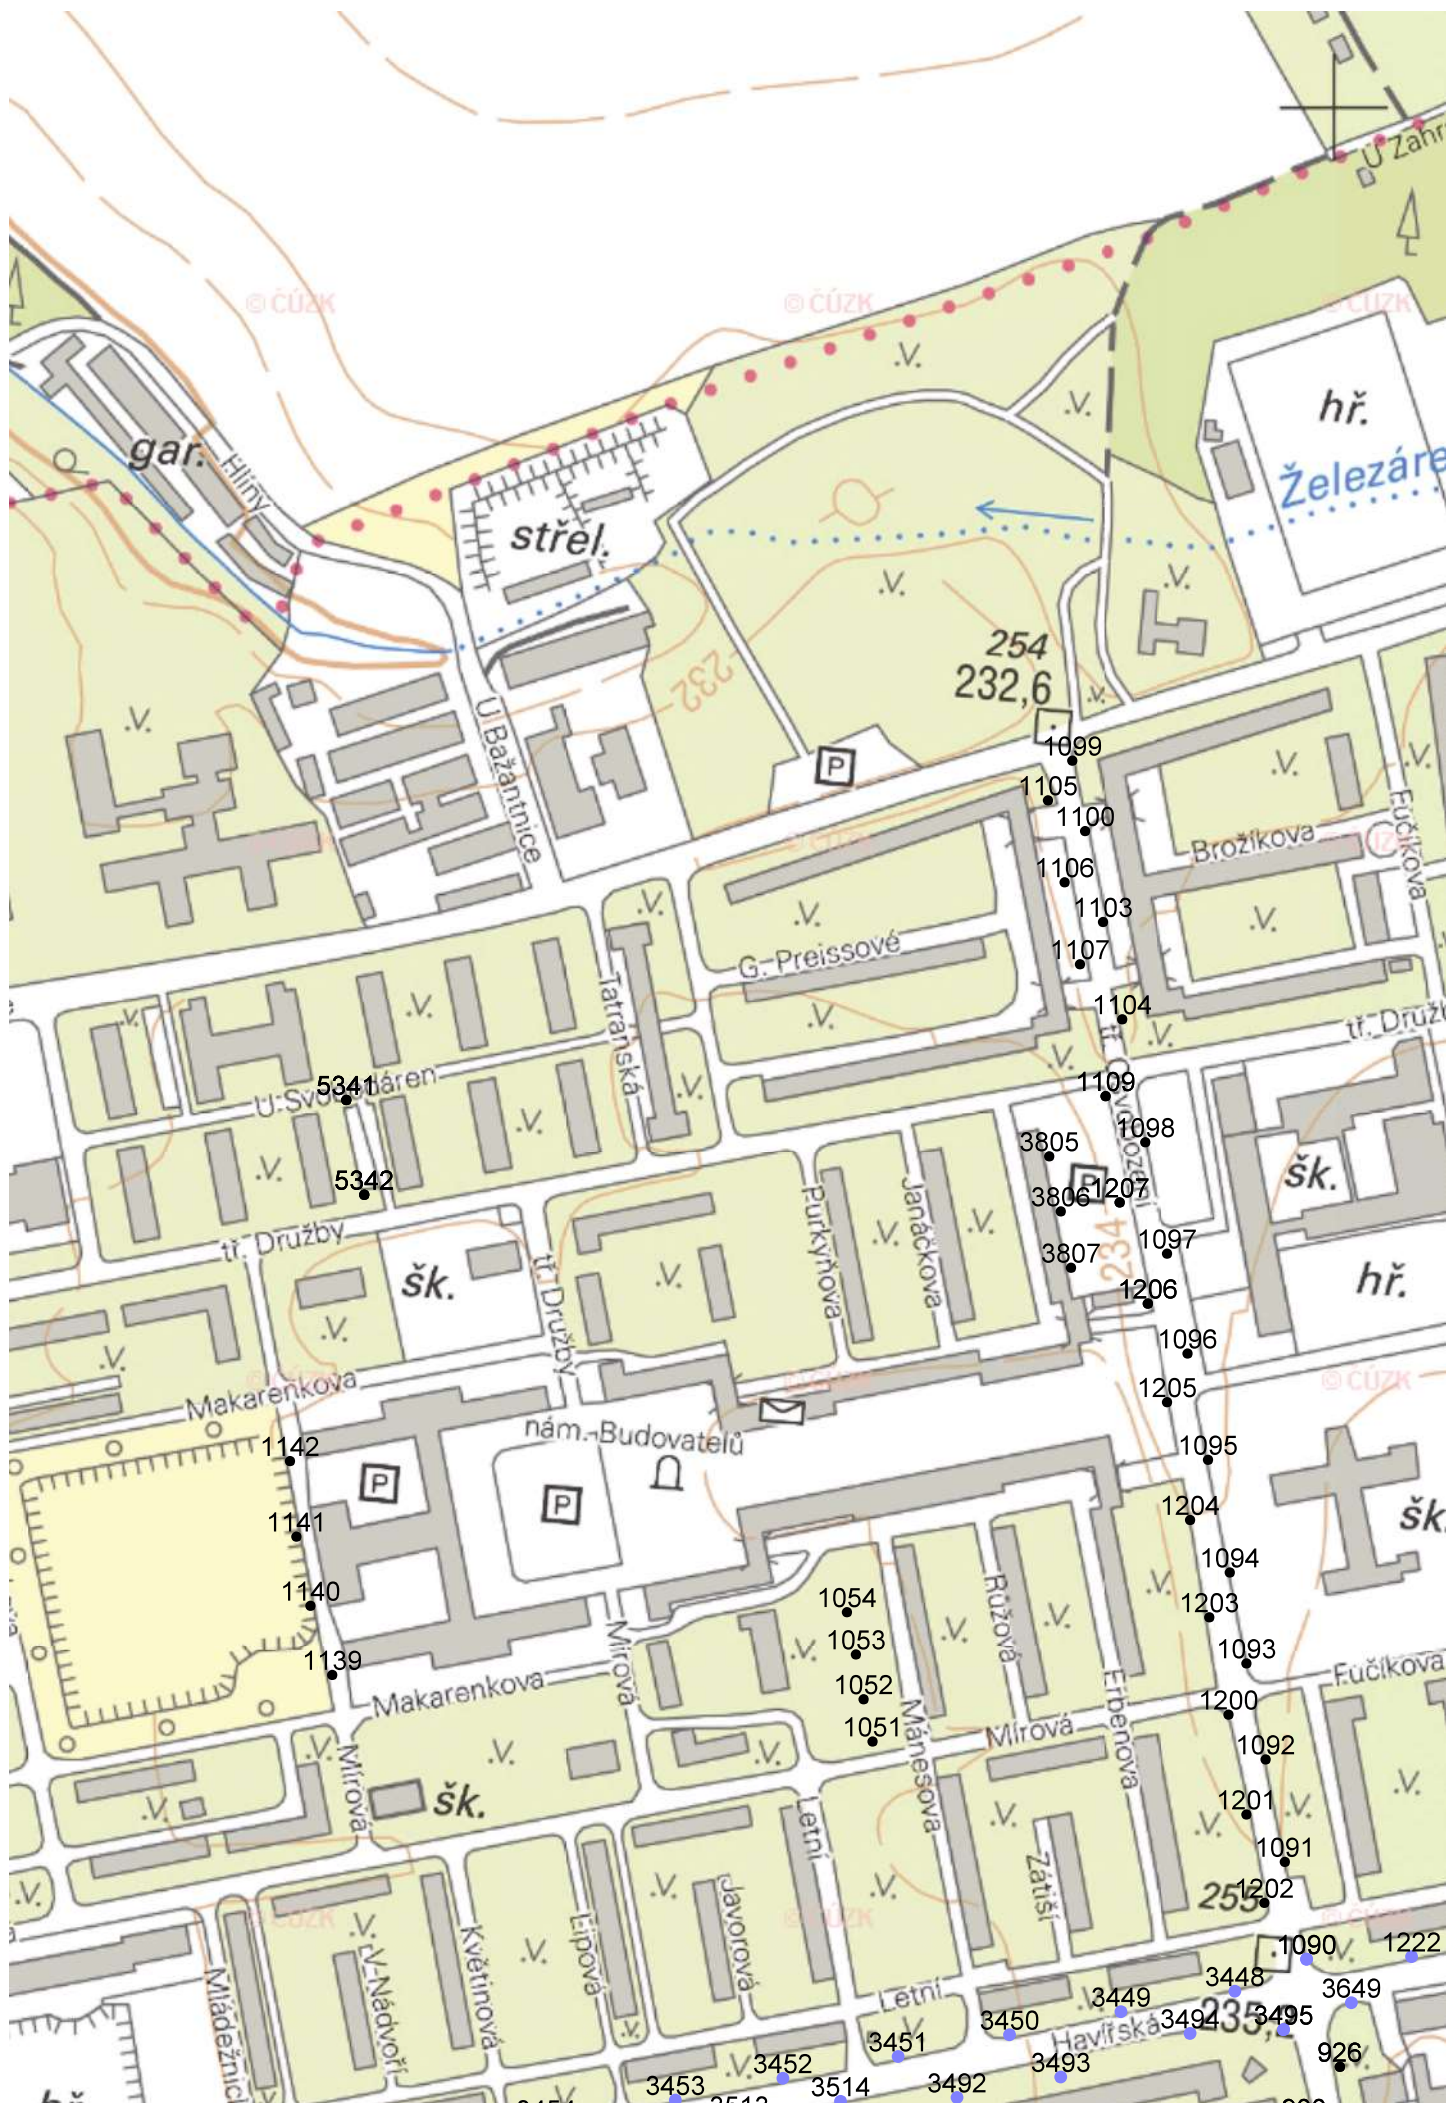 U Zahr
© ČÚZK
© ČÚZK
© ČÚZK
hř.
gar.
Hliny
Železáre
střel.
254
232,6
232
U Bažantnice
P
1099
1105
1100
Fučíkova
Brožíkova
1106
1103
G. Preissové
1107
Tatranská
1104
tř. Družb
5341
1109
1098
3805
P
šk.
5342
3806
1207
Purkyňova
Janáčkova
tř. Družby
3807
1097
234
šk.
tř. Družby
hř.
1206
1096
© ČÚZK
Makarenkova
1205
nám. Budovatelů
1142
1095
P
P
1204
šk.
1141
1094
1140
1054
1203
Růžová
1053
1093
1139
Mírová
Makarenkova
1052
Erbenova
Fučíkova
1200
1051
Mánesova
Mírová
1092
Mírová
šk.
1201
Letní
1091
Zátiší
255
1202
Javorová
Lipová
Květinová
V Nádvoří
1090
1222
3448
3649
Letní
3449
3450
3494
3495
Havířská
3451
926
3452
3493
3453
3514
3492